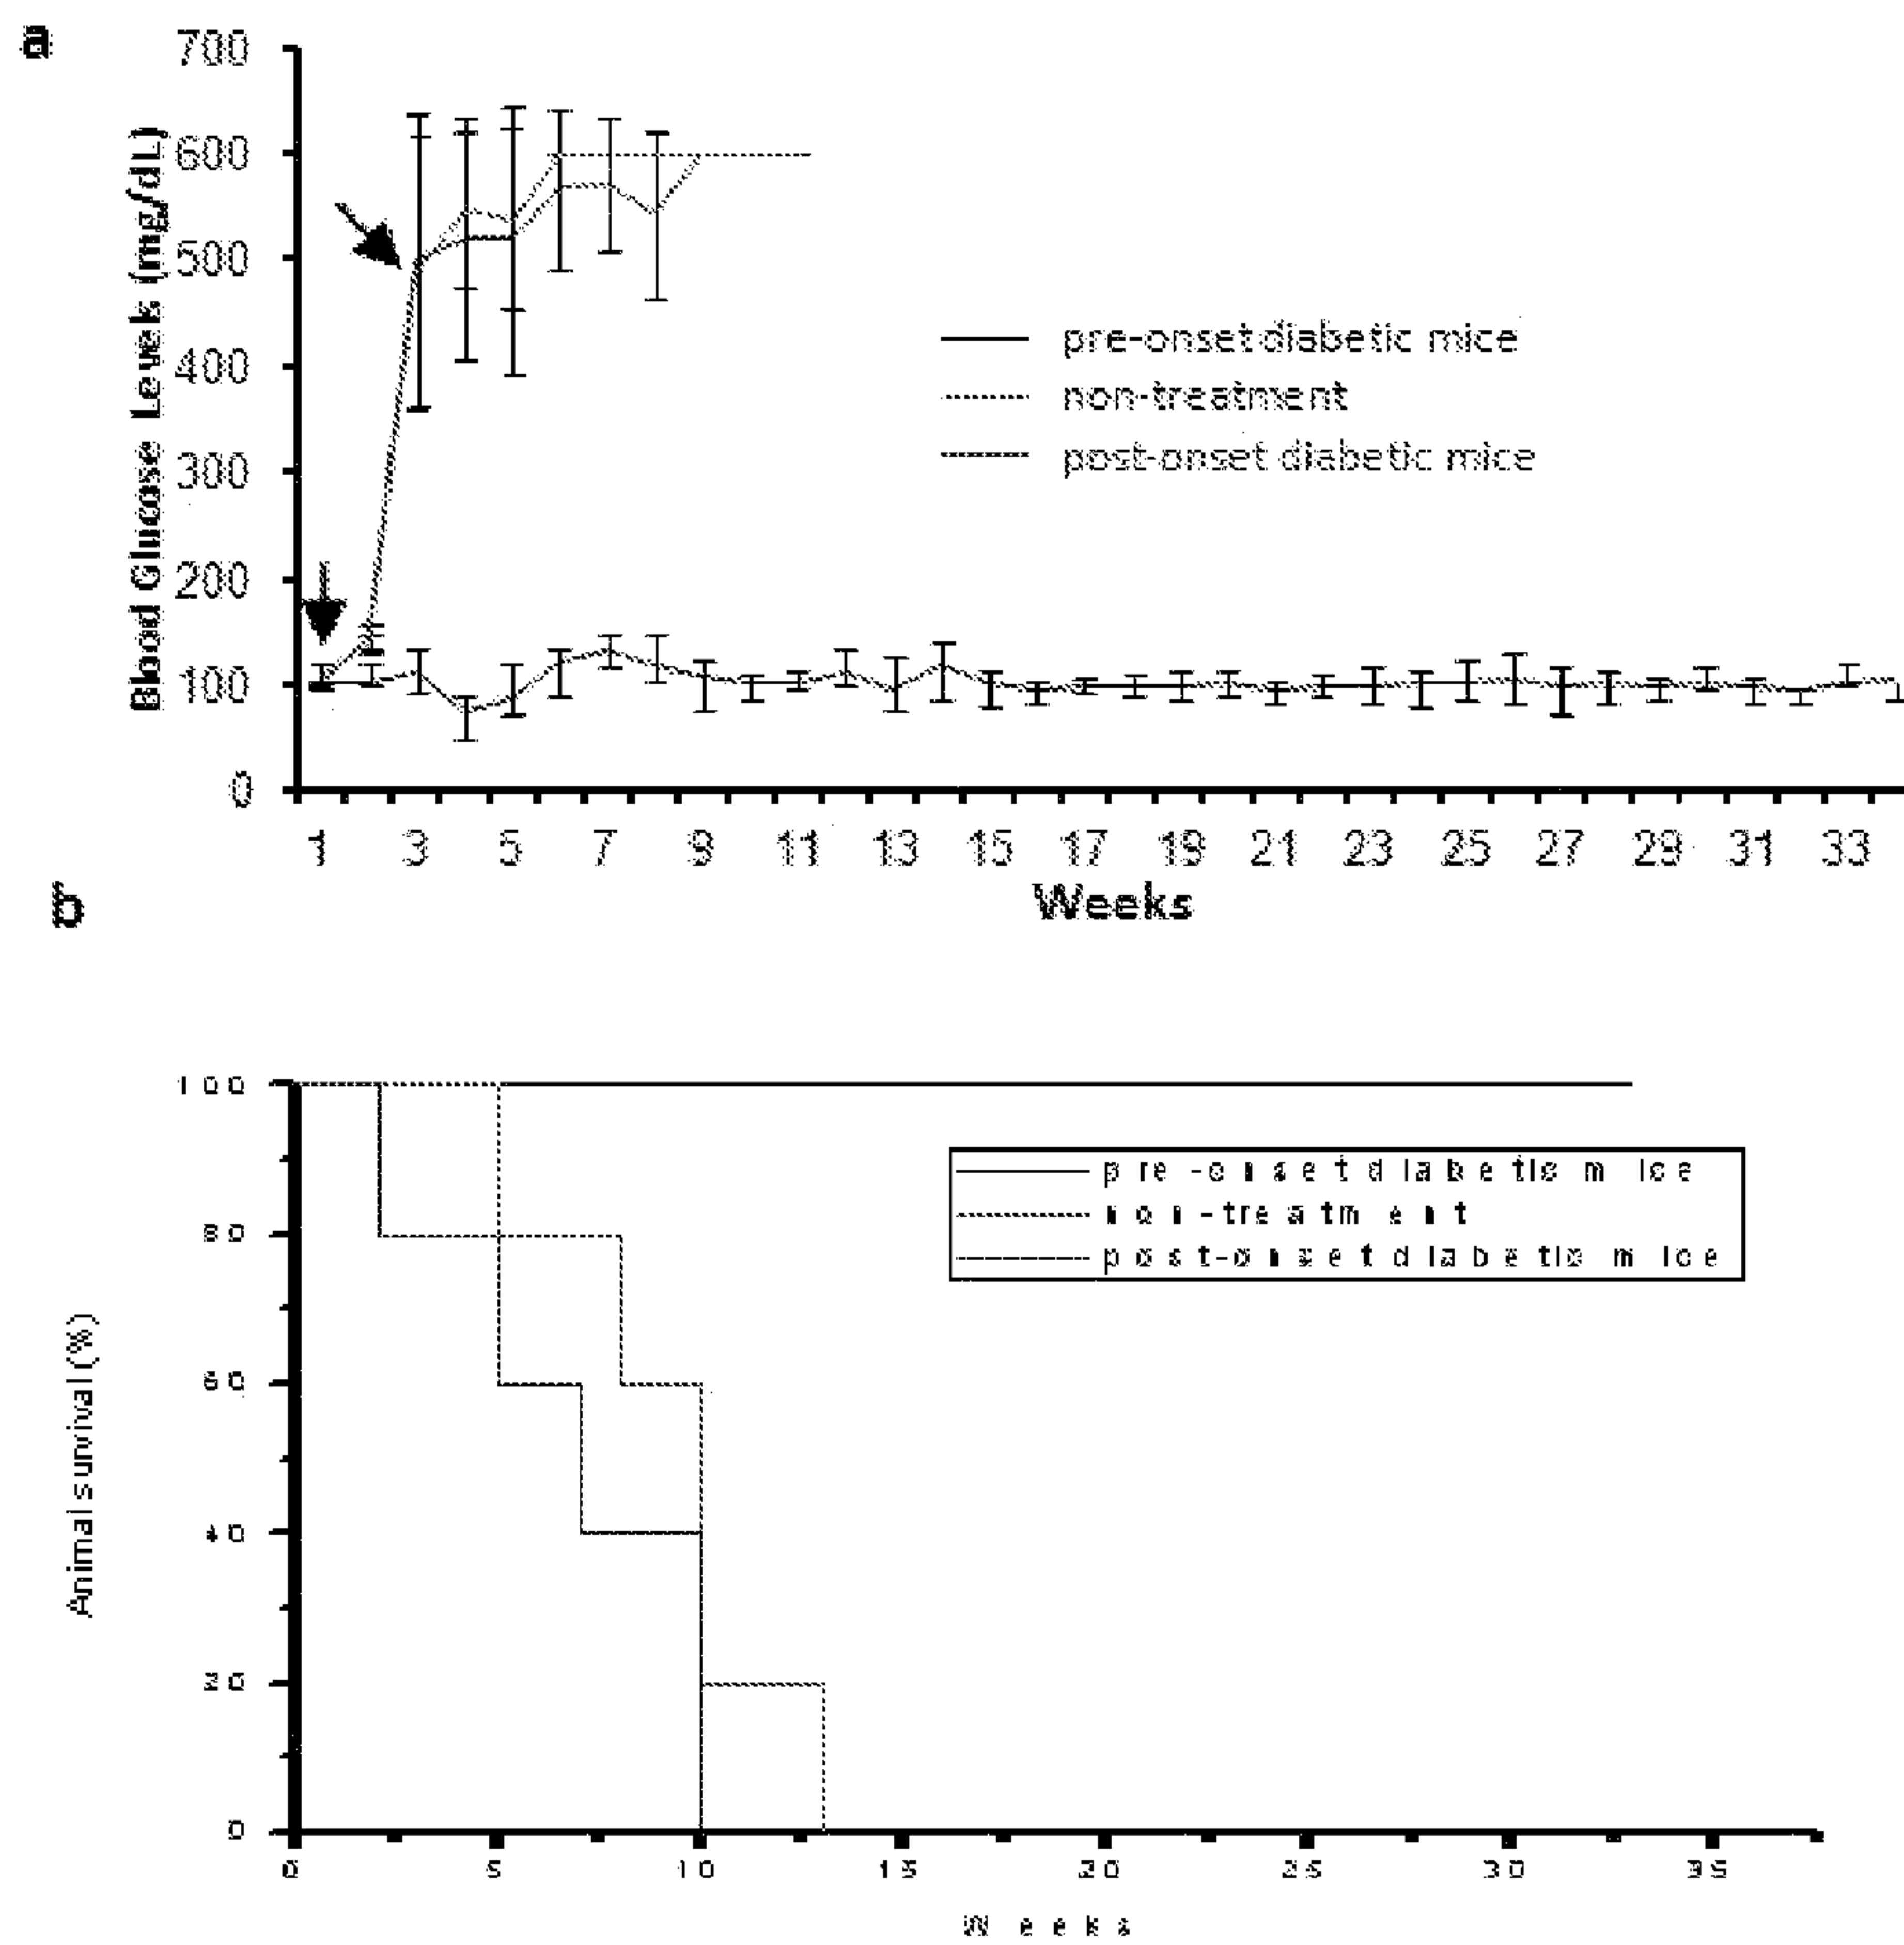 a
700
600
500
400
300
200
100
0
Blood Glucose Levels (mg/dL)
pre-onset diabetic mice
non-treatment
post-onset diabetic mice
1 3 5 7 9 11 13 15 17 19 21 23 25 27 29 31 33
Weeks
b
100
80
60
40
20
0
Animal survival (%)
pre-onset diabetic mice
non-treatment
post-onset diabetic mice
0 5 10 15 20 25 30 35
Weeks